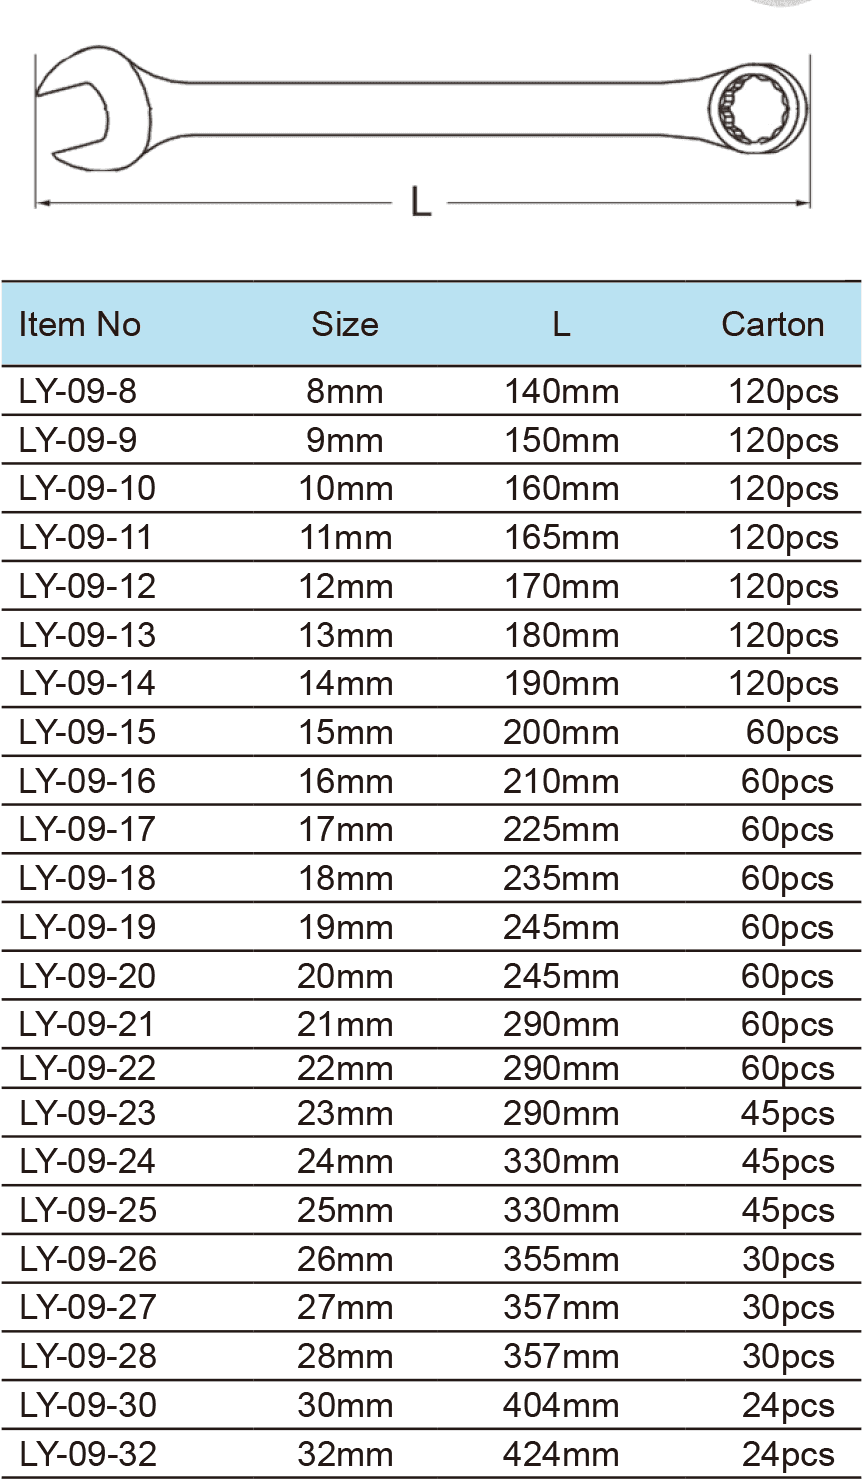 L
Item No Size L Carton
LY-09-8 8mm 140mm 120pcs
LY-09-9 9mm 150mm 120pcs
LY-09-10 10mm 160mm 120pcs
LY-09-11 11mm 165mm 120pcs
LY-09-12 12mm 170mm 120pcs
LY-09-13 13mm 180mm 120pcs
LY-09-14 14mm 190mm 120pcs
LY-09-15 15mm 200mm 60pcs
LY-09-16 16mm 210mm 60pcs
LY-09-17 17mm 225mm 60pcs
LY-09-18 18mm 235mm 60pcs
LY-09-19 19mm 245mm 60pcs
LY-09-20 20mm 245mm 60pcs
LY-09-21 21mm 290mm 60pcs
LY-09-22 22mm 290mm 60pcs
LY-09-23 23mm 290mm 45pcs
LY-09-24 24mm 330mm 45pcs
LY-09-25 25mm 330mm 45pcs
LY-09-26 26mm 355mm 30pcs
LY-09-27 27mm 357mm 30pcs
LY-09-28 28mm 357mm 30pcs
LY-09-30 30mm 404mm 24pcs
LY-09-32 32mm 424mm 24pcs